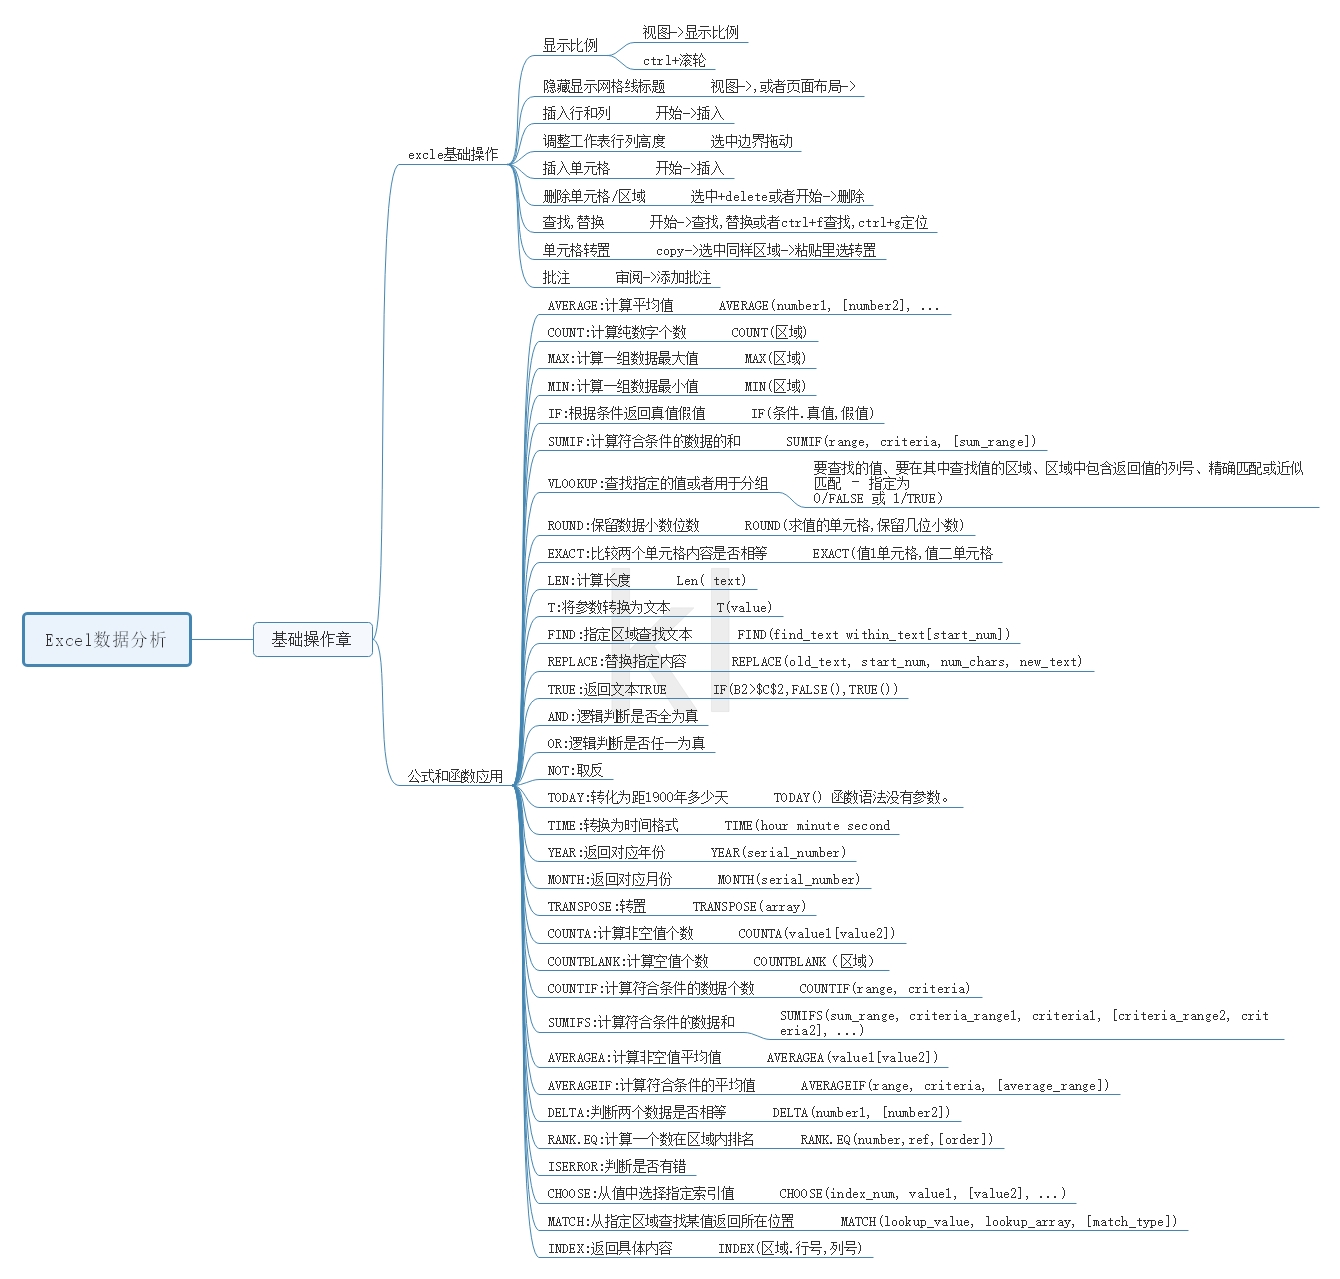 Excel数据分析
基础操作章
excle基础操作
显示比例
视图->显示比例
ctrl+滚轮
隐藏显示网格线标题 视图->,或者页面布局->
插入行和列 开始->插入
调整工作表行列高度 选中边界拖动
插入单元格 开始->插入
删除单元格/区域 选中+delete或者开始->删除
查找,替换 开始->查找,替换或者ctrl+f查找,ctrl+g定位
单元格转置 copy->选中同样区域->粘贴里选转置
批注 审阅->添加批注
公式和函数应用
AVERAGE:计算平均值 AVERAGE(number1, [number2], ...
COUNT:计算纯数字个数 COUNT(区域)
MAX:计算一组数据最大值 MAX(区域)
MIN:计算一组数据最小值 MIN(区域)
IF:根据条件返回真值假值 IF(条件.真值,假值)
SUMIF:计算符合条件的数据的和 SUMIF(range, criteria, [sum_range])
VLOOKUP:查找指定的值或者用于分组
要查找的值、要在其中查找值的区域、区域中包含返回值的列号、精确匹配或近似
匹配 – 指定为
0/FALSE 或 1/TRUE)
ROUND:保留数据小数位数 ROUND(求值的单元格,保留几位小数)
EXACT:比较两个单元格内容是否相等 EXACT(值1单元格,值二单元格
LEN:计算长度 Len( text)
T:将参数转换为文本 T(value)
FIND:指定区域查找文本 FIND(find_text within_text[start_num])
REPLACE:替换指定内容 REPLACE(old_text, start_num, num_chars, new_text)
TRUE:返回文本TRUE IF(B2>$C$2,FALSE(),TRUE())
AND:逻辑判断是否全为真
OR:逻辑判断是否任一为真
NOT:取反
TODAY:转化为距1900年多少天 TODAY() 函数语法没有参数。
TIME:转换为时间格式 TIME(hour minute second
YEAR:返回对应年份 YEAR(serial_number)
MONTH:返回对应月份 MONTH(serial_number)
TRANSPOSE:转置 TRANSPOSE(array)
COUNTA:计算非空值个数 COUNTA(value1[value2])
COUNTBLANK:计算空值个数 COUNTBLANK（区域）
COUNTIF:计算符合条件的数据个数 COUNTIF(range, criteria)
SUMIFS:计算符合条件的数据和
SUMIFS(sum_range, criteria_range1, criteria1, [criteria_range2, crit
eria2], ...)
AVERAGEA:计算非空值平均值 AVERAGEA(value1[value2])
AVERAGEIF:计算符合条件的平均值 AVERAGEIF(range, criteria, [average_range])
DELTA:判断两个数据是否相等 DELTA(number1, [number2])
RANK.EQ:计算一个数在区域内排名 RANK.EQ(number,ref,[order])
ISERROR:判断是否有错
CHOOSE:从值中选择指定索引值 CHOOSE(index_num, value1, [value2], ...)
MATCH:从指定区域查找某值返回所在位置 MATCH(lookup_value, lookup_array, [match_type])
INDEX:返回具体内容 INDEX(区域.行号,列号)
kl